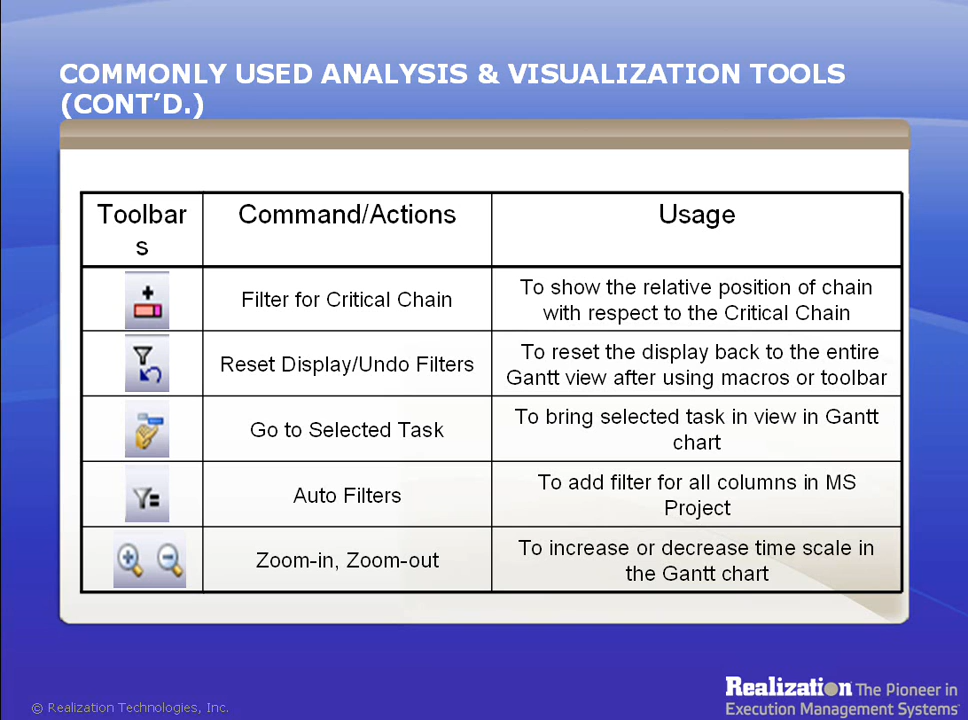 COMMONLY USED ANALYSIS & VISUALIZATION TOOLS
(CONT’D.)
Toolbar
s
Command/Actions
Usage
Filter for Critical Chain
To show the relative position of chain
with respect to the Critical Chain
Reset Display/Undo Filters
To reset the display back to the entire
Gantt view after using macros or toolbar
Go to Selected Task
To bring selected task in view in Gantt
chart
Auto Filters
To add filter for all columns in MS
Project
Zoom-in, Zoom-out
To increase or decrease time scale in
the Gantt chart
© Realization Technologies, Inc.
Realization The Pioneer in
Execution Management Systems